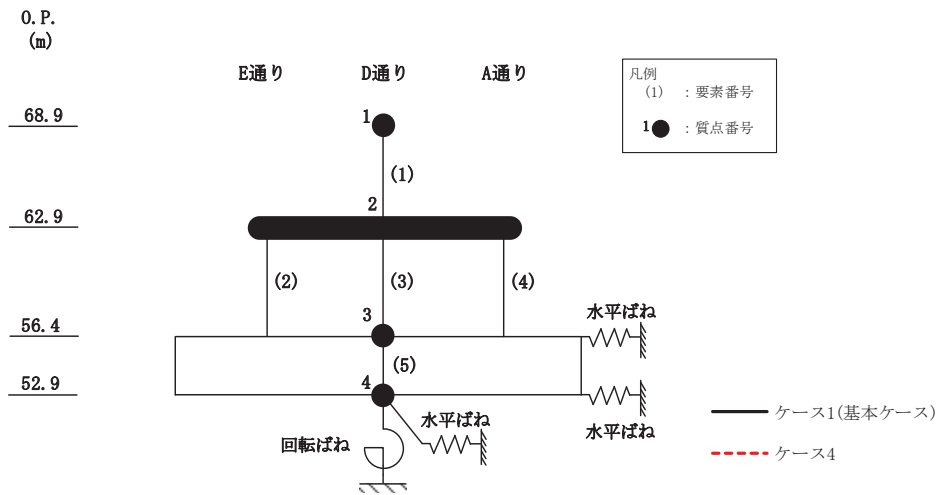 O.P.
(m)
E通り D通り A通り
凡例
(1) : 要素番号
1 : 質点番号
68.9
1
(1)
2
62.9
(2) (3) (4)
3
水平ばね
56.4
(5)
52.9
4
水平ばね
水平ばね
回転ばね
ケース1(基本ケース)
ケース4